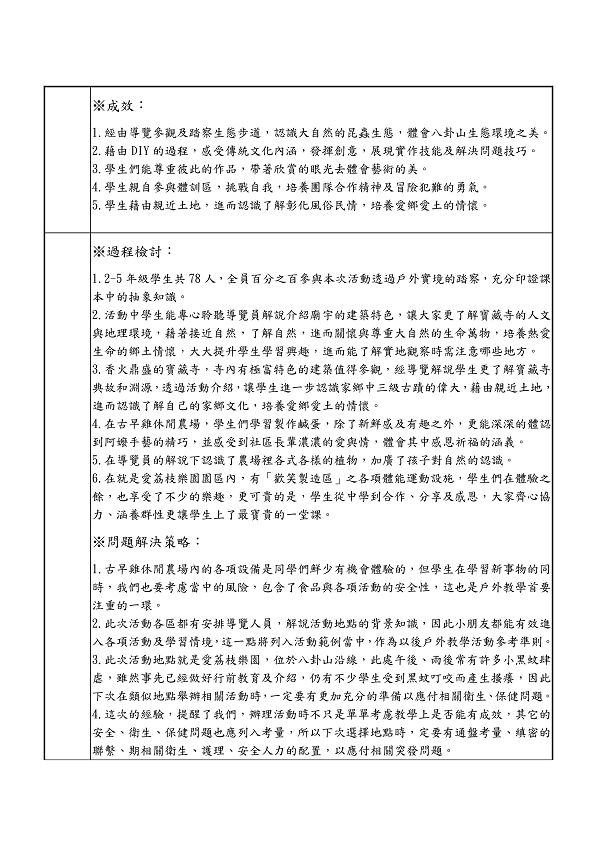 ※成效：
1.經由導覽參觀及踏察生態步道，認識大自然的昆蟲生態，體會八卦山生態環境之美。
2.藉由DIY的過程，感受傳統文化內涵，發揮創意，展現實作技能及解決問題技巧。
3.學生們能尊重彼此的作品，帶著欣賞的眼光去體會藝術的美。
4.學生親自參與體訓區，挑戰自我，培養團隊合作精神及冒險犯難的勇氣。
5.學生藉由親近土地，進而認識了解彰化風俗民情，培養愛鄉愛土的情懷。
※過程檢討：
1.2-5年級學生共78人，全員百分之百參與本次活動透過戶外實境的踏察，充分印證課
本中的抽象知識。
2.活動中學生能專心聆聽導覽員解說介紹廟宇的建築特色，讓大家更了解寶藏寺的人文
與地理環境，藉著接近自然，了解自然，進而關懷與尊重大自然的生命萬物，培養熱愛
生命的鄉土情懷，大大提升學生學習興趣，進而能了解實地觀察時需注意哪些地方。
3.香火鼎盛的寶藏寺，寺內有極富特色的建築值得參觀，經導覽解說學生更了解寶藏寺
典故和淵源，透過活動介紹，讓學生進一步認識家鄉中三級古蹟的偉大，藉由親近土地，
進而認識了解自己的家鄉文化，培養愛鄉愛土的情懷。
4.在古早雞休閒農場，學生們學習製作鹹蛋，除了新鮮感及有趣之外，更能深深的體認
到阿嬤手藝的精巧，並感受到社區長輩濃濃的愛與情，體會其中感恩祈福的涵義。
5.在導覽員的解說下認識了農場裡各式各樣的植物，加廣了孩子對自然的認識。
6.在就是愛荔枝樂園園區內，有「歡笑製造區」之各項體能運動設施，學生們在體驗之
餘，也享受了不少的樂趣，更可貴的是，學生從中學到合作、分享及感恩，大家齊心協
力、涵養群性更讓學生上了最寶貴的一堂課。
※問題解決策略：
1.古早雞休閒農場內的各項設備是同學們鮮少有機會體驗的，但學生在學習新事物的同
時，我們也要考慮當中的風險，包含了食品與各項活動的安全性，這也是戶外教學首要
注重的一環。
2.此次活動各區都有安排導覽人員，解說活動地點的背景知識，因此小朋友都能有效進
入各項活動及學習情境，這一點將列入活動範例當中，作為以後戶外教學活動參考準則。
3.此次活動地點就是愛荔枝樂園，位於八卦山沿線，此處午後、雨後常有許多小黑蚊肆
虐，雖然事先已經做好行前教育及介紹，仍有不少學生受到黑蚊叮咬而產生搔癢，因此
下次在類似地點舉辦相關活動時，一定要有更加充分的準備以應付相關衛生、保健問題。
4.這次的經驗，提醒了我們，辦理活動時不只是單單考慮教學上是否能有成效，其它的
安全、衛生、保健問題也應列入考量，所以下次選擇地點時，定要有通盤考量、縝密的
聯繫、期相關衛生、護理、安全人力的配置，以應付相關突發問題。